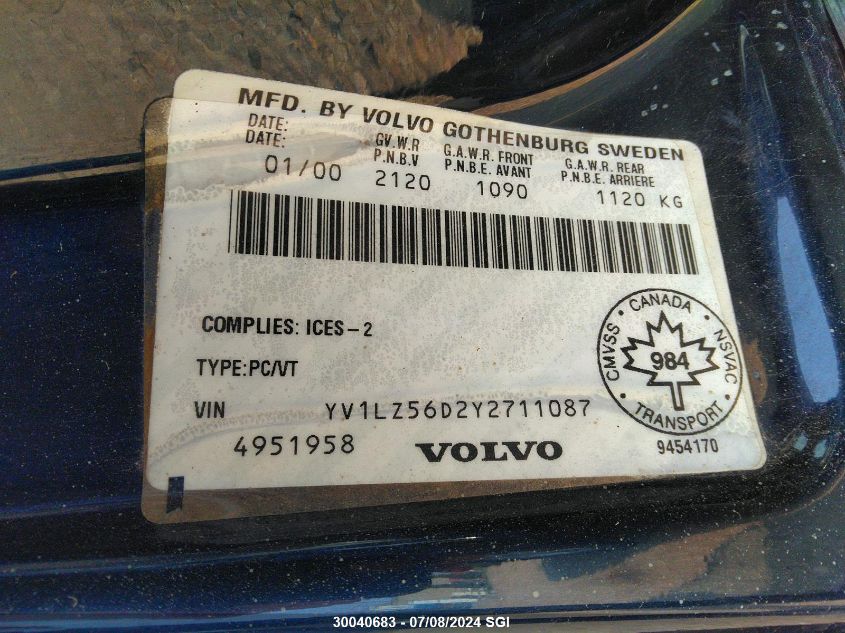 MFD. BY VOLVO GOTHENBURG SWEDEN
DATE: GV.W.R G.A.W.R. FRONT G.A.W.R. REAR
DATE: P.N.B.V P.N.B.E. AVANT P.N.B.E. ARRIÈRE
01/00 2120 1090 1120 KG
COMPLIES: ICES-2
TYPE:PC/VT
VIN YV1LZ56D2Y2711087
4951958 VOLVO
CMVSS · CANADA · NSVAC
984
· TRANSPORT ·
9454170
30040683 - 07/08/2024 SGI